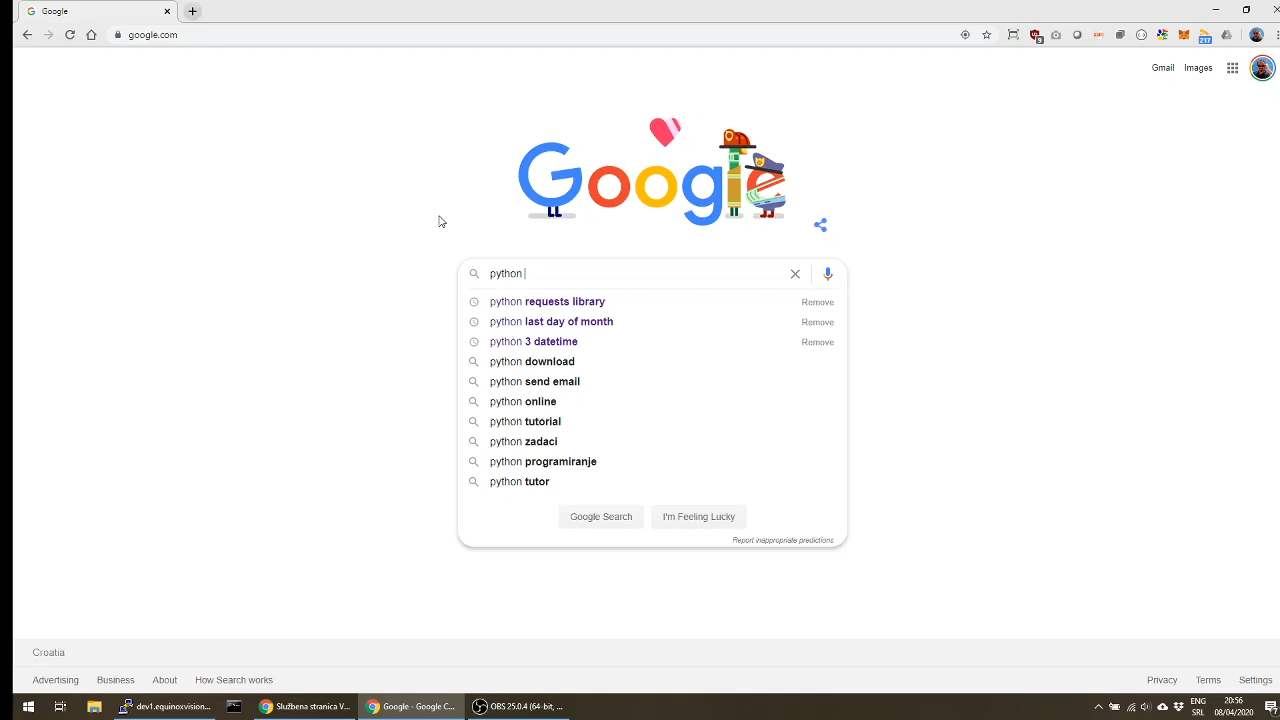 Google
google.com
9
217
Gmail Images
Google
python
python requests library Remove
python last day of month Remove
python 3 datetime Remove
python download
python send email
python online
python tutorial
python zadaci
python programiranje
python tutor
Google Search I'm Feeling Lucky
Report inappropriate predictions
Croatia
Advertising Business About How Search works Privacy Terms Settings
dev1.equinoxvision... Službena stranica V... Google - Google C... OBS 25.0.4 (64-bit, ...
ENG 20:56
SRL 08/04/2020